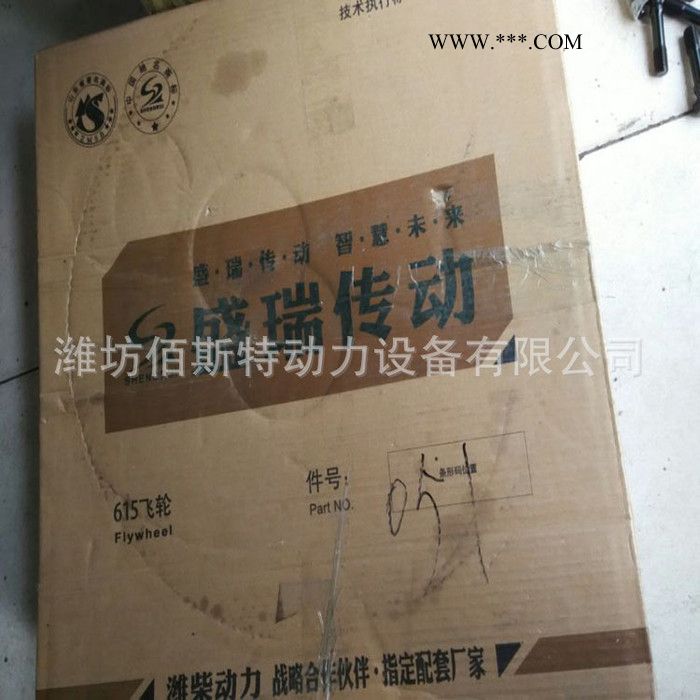 技术执行标
WWW.***.COM
盛·瑞·传·动 智·慧·未·来
盛瑞传动
SHENG
潍坊佰斯特动力设备有限公司
件号:
Part NO.
条形码位置
051
615飞轮
Flywheel
潍柴动力 战略合作伙伴·指定配套厂家